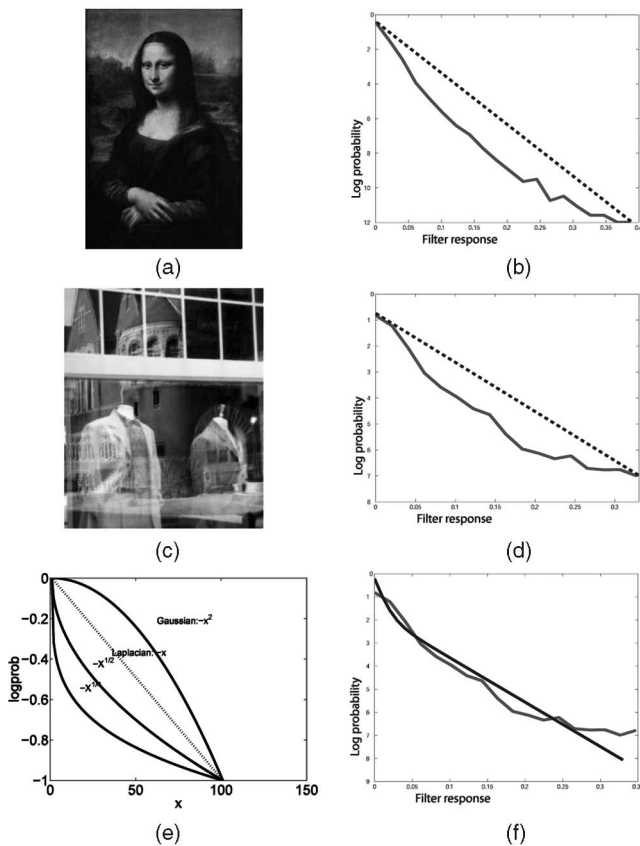 0
2
4
6
8
10
12
Log probability
0 0.05 0.1 0.15 0.2 0.25 0.3 0.35
Filter response
(a)
(b)
0
1
2
3
4
5
6
7
8
Log probability
0 0.05 0.1 0.15 0.2 0.25 0.3
Filter response
(c)
(d)
0
−0.2
−0.4
−0.6
−0.8
−1
logprob
Gaussian:−x²
Laplacian: −x
−X^1/2
0 50 100 150
x
0
1
2
3
4
5
6
7
8
9
Log probability
0 0.05 0.1 0.15 0.2 0.25 0.3
Filter response
(e)
(f)